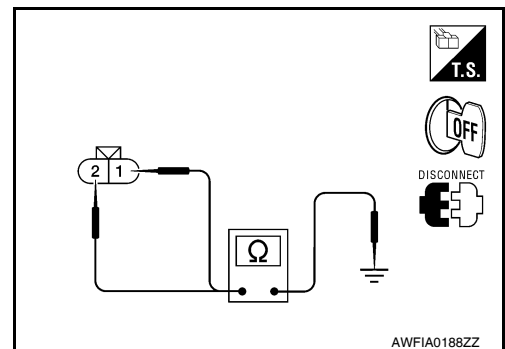 T.S.
OFF
DISCONNECT
2 1
Ω
AWFIA0188ZZ